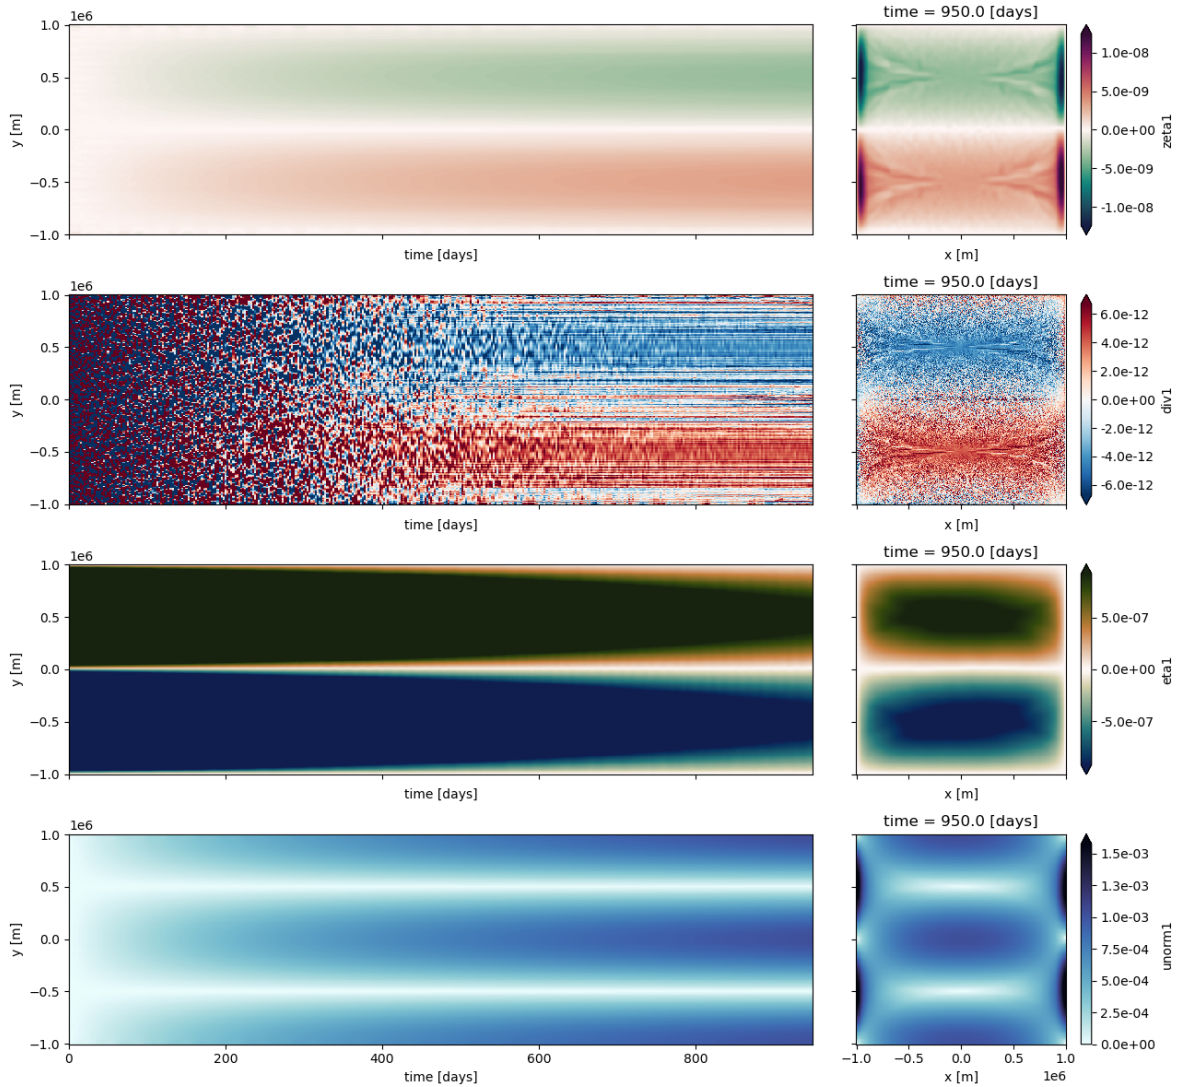 1e6
time = 950.0 [days]
1.0
0.5
0.0
−0.5
−1.0
y [m]
time [days]
x [m]
1.0e-08
5.0e-09
0.0e+00
-5.0e-09
-1.0e-08
zeta1
1e6
time = 950.0 [days]
1.0
0.5
0.0
−0.5
−1.0
y [m]
time [days]
x [m]
6.0e-12
4.0e-12
2.0e-12
0.0e+00
-2.0e-12
-4.0e-12
-6.0e-12
div1
1e6
time = 950.0 [days]
1.0
0.5
0.0
−0.5
−1.0
y [m]
time [days]
x [m]
5.0e-07
0.0e+00
-5.0e-07
eta1
1e6
time = 950.0 [days]
1.0
0.5
0.0
−0.5
−1.0
y [m]
0 200 400 600 800
time [days]
−1.0 −0.5 0.0 0.5 1.0
x [m]
1e6
1.5e-03
1.3e-03
1.0e-03
7.5e-04
5.0e-04
2.5e-04
0.0e+00
unorm1